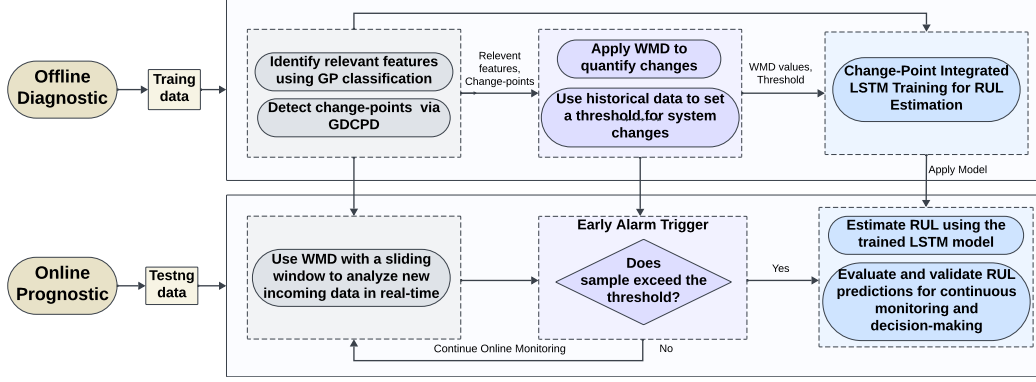 Offline
Diagnostic
Traing
data
Identify relevant features
using GP classification
Detect change-points via
GDCPD
Relevent
features,
Change-points
Apply WMD to
quantify changes
Use historical data to set
a threshold for system
changes
WMD values,
Threshold
Change-Point Integrated
LSTM Training for RUL
Estimation
Apply Model
Online
Prognostic
Testng
data
Use WMD with a sliding
window to analyze new
incoming data in real-time
Early Alarm Trigger
Does
sample exceed the
threshold?
Yes
No
Continue Online Monitoring
Estimate RUL using the
trained LSTM model
Evaluate and validate RUL
predictions for continuous
monitoring and
decision-making